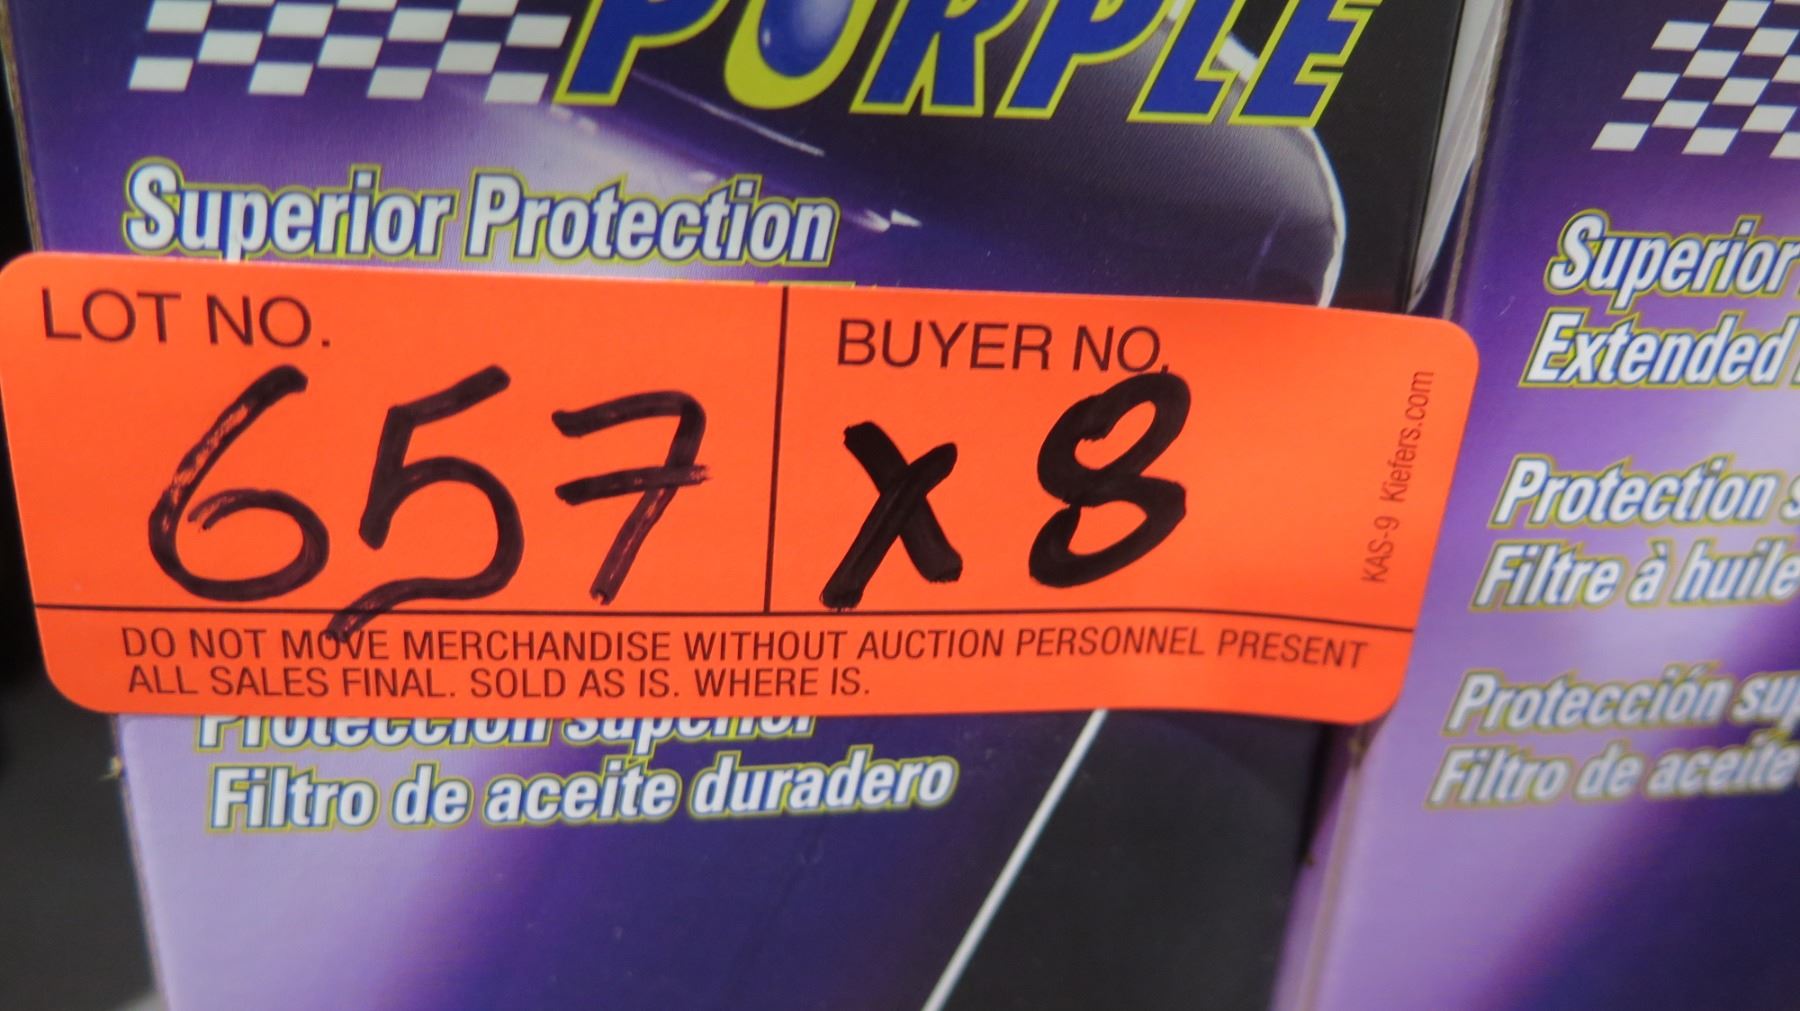 PURPLE
Superior Protection
LOT NO.
657
BUYER NO.
x8
KAS-9 Kiefers.com
DO NOT MOVE MERCHANDISE WITHOUT AUCTION PERSONNEL PRESENT
ALL SALES FINAL. SOLD AS IS. WHERE IS.
Protección superior
Filtro de aceite duradero
Superior
Extended
Protection
Filtre à huile
Protección
Filtro de aceite